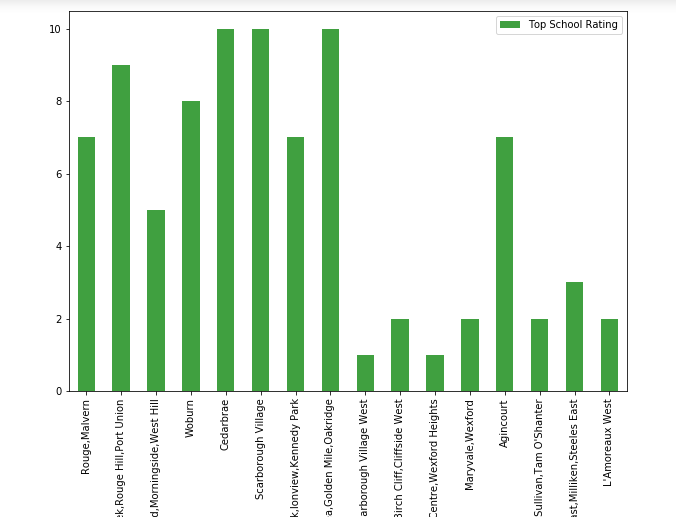 Top School Rating
10
8
6
4
2
0
Rouge,Malvern
Rouge Hill,Port Union
Morningside,West Hill
Woburn
Cedarbrae
Scarborough Village
Ionview,Kennedy Park
Golden Mile,Oakridge
Village West
Birch Cliff,Cliffside West
Centre,Wexford Heights
Maryvale,Wexford
Agincourt
Sullivan,Tam O'Shanter
Milliken,Steeles East
L'Amoreaux West